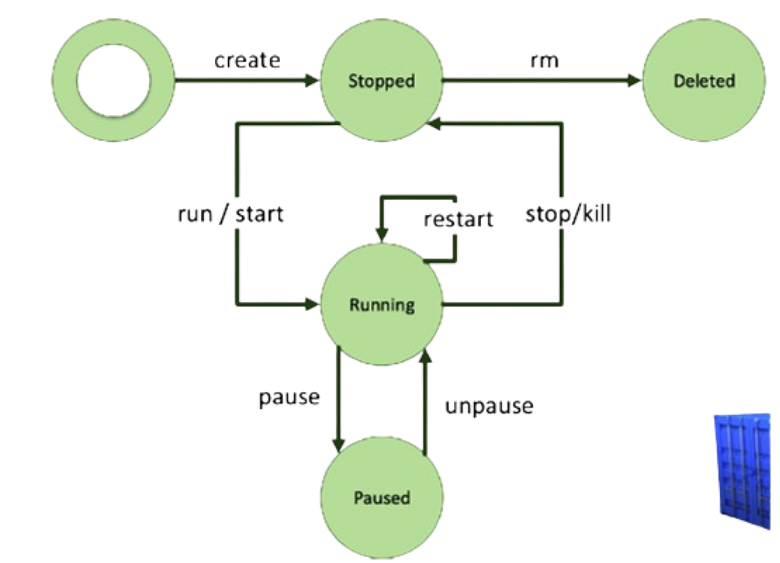 create
rm
Stopped
Deleted
run / start
restart
stop/kill
Running
pause
unpause
Paused